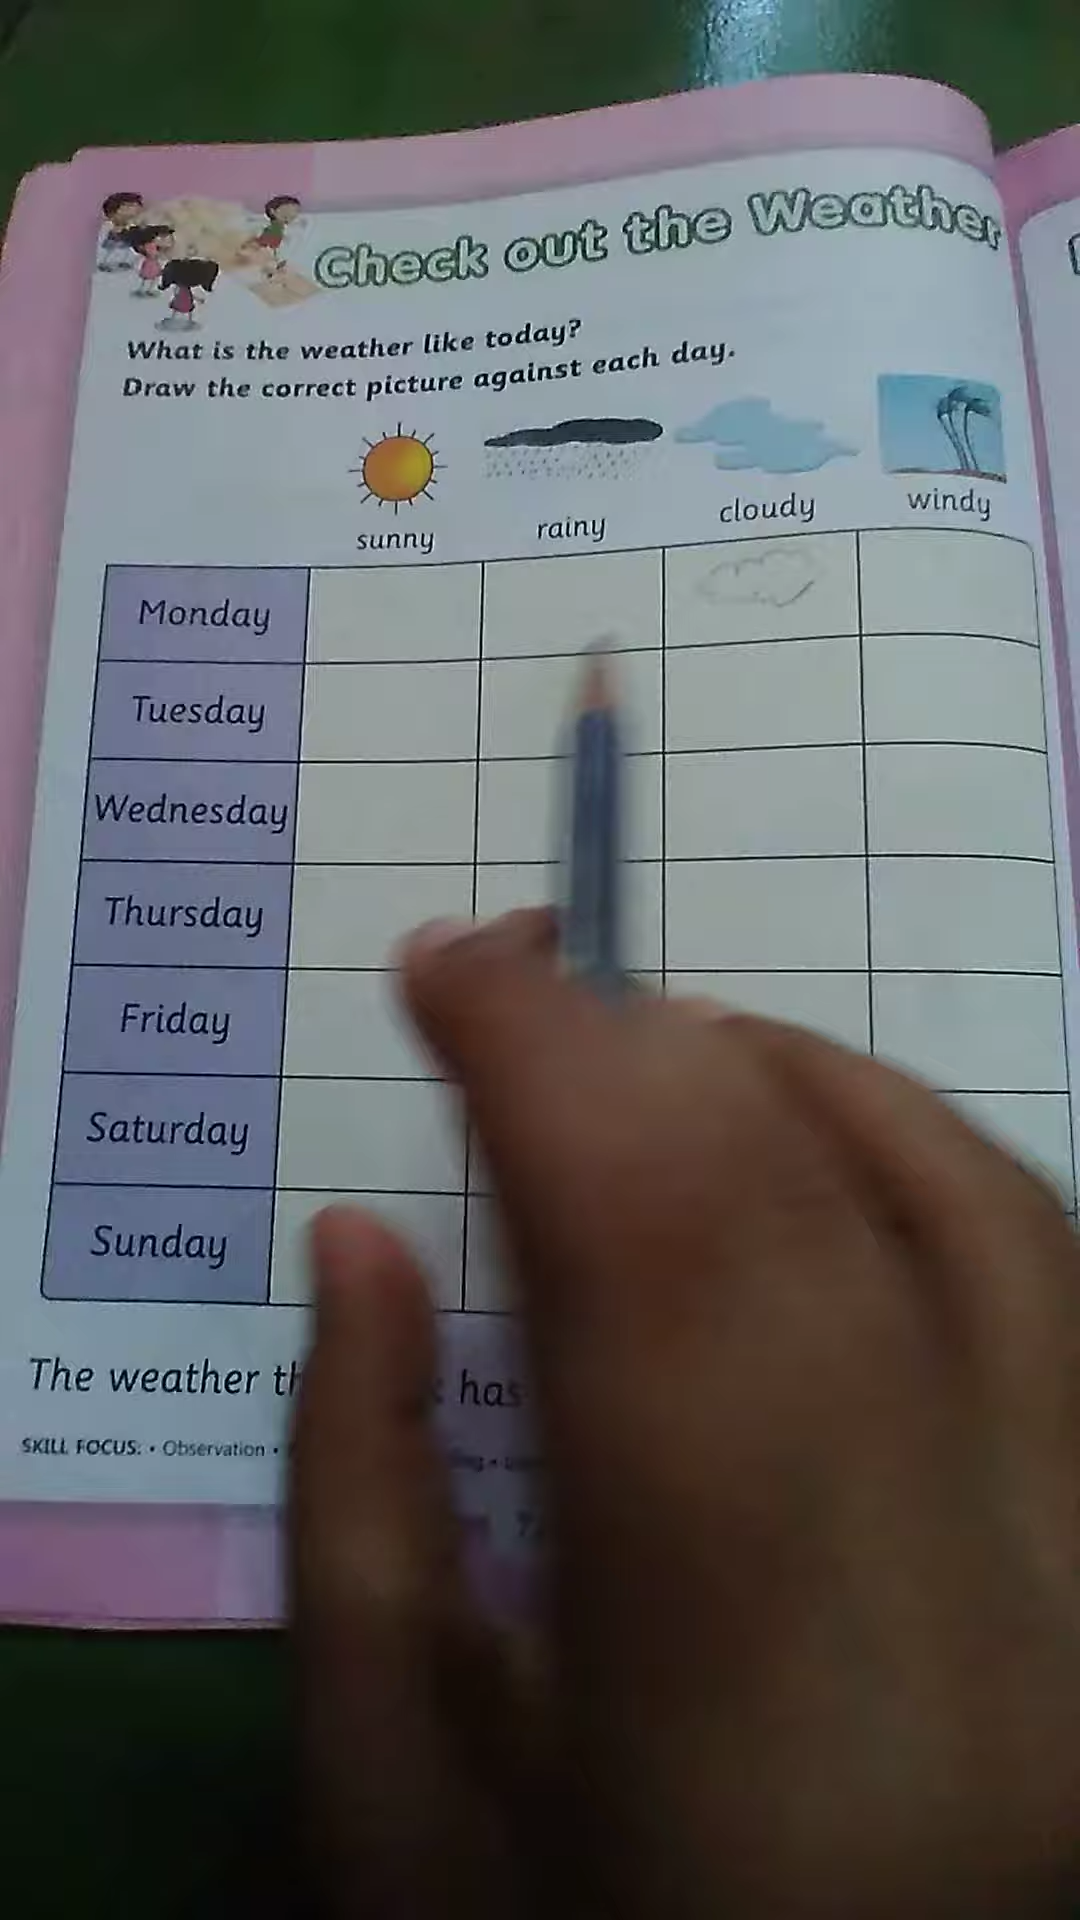 Check out the Weather
What is the weather like today?
Draw the correct picture against each day.
sunny rainy cloudy windy
Monday
Tuesday
Wednesday
Thursday
Friday
Saturday
Sunday
The weather has
SKILL FOCUS: • Observation •